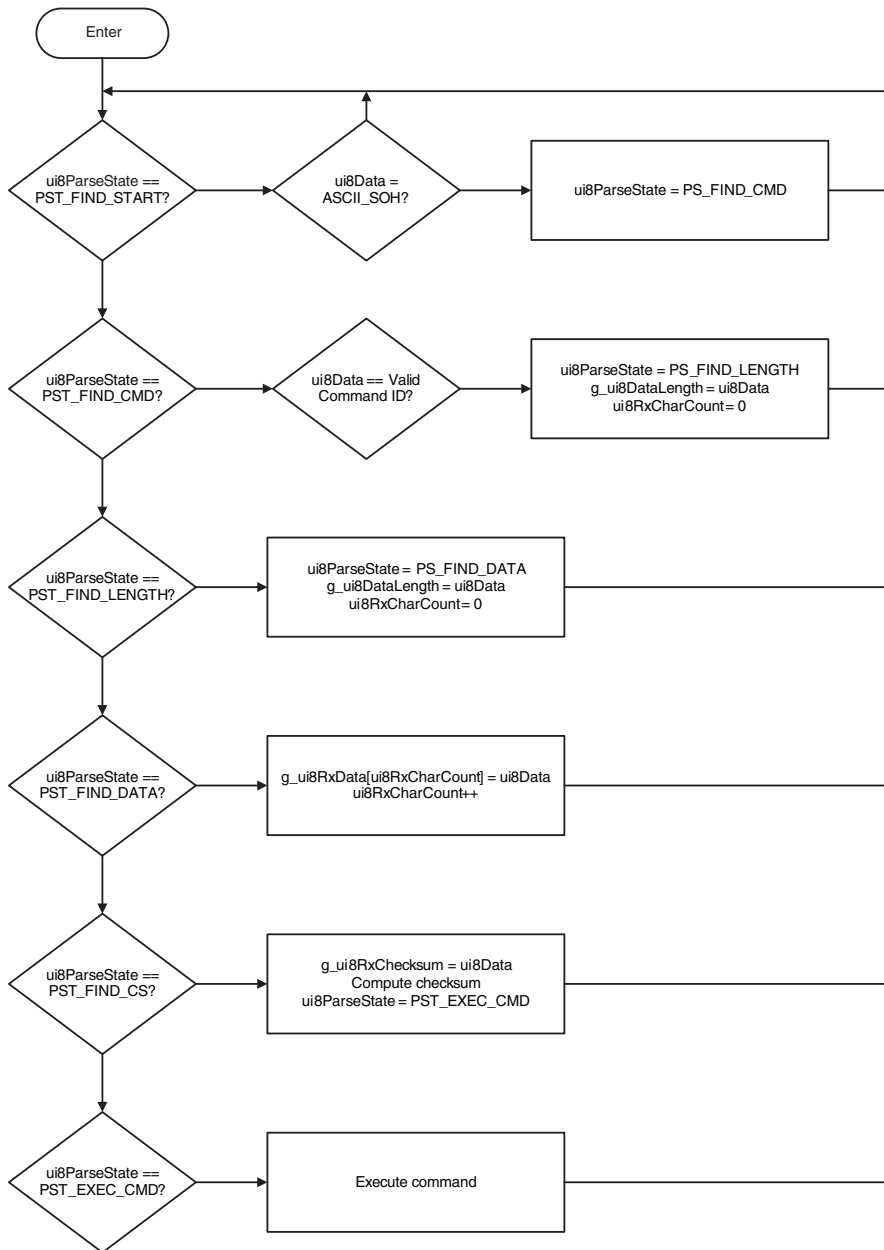 Enter
ui8ParseState ==
PST_FIND_START?
ui8Data =
ASCII_SOH?
ui8ParseState = PS_FIND_CMD
ui8ParseState ==
PST_FIND_CMD?
ui8Data == Valid
Command ID?
ui8ParseState = PS_FIND_LENGTH
g_ui8DataLength = ui8Data
ui8RxCharCount = 0
ui8ParseState ==
PST_FIND_LENGTH?
ui8ParseState = PS_FIND_DATA
g_ui8DataLength = ui8Data
ui8RxCharCount = 0
ui8ParseState ==
PST_FIND_DATA?
g_ui8RxData[ui8RxCharCount] = ui8Data
ui8RxCharCount++
ui8ParseState ==
PST_FIND_CS?
g_ui8RxChecksum = ui8Data
Compute checksum
ui8ParseState = PST_EXEC_CMD
ui8ParseState ==
PST_EXEC_CMD?
Execute command